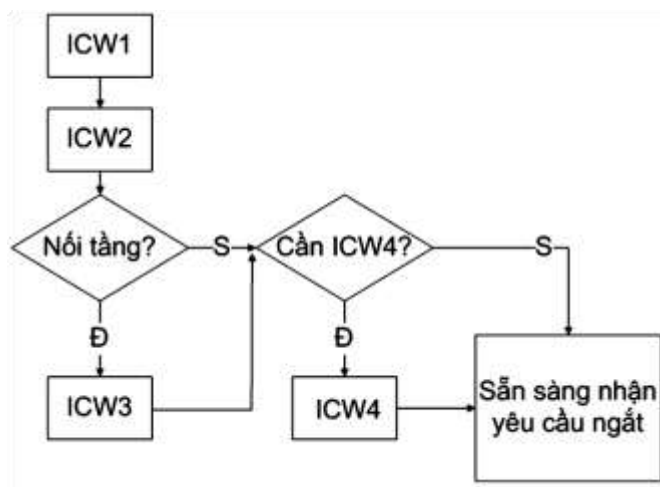 ICW1
ICW2
Nối tầng?
S
Cần ICW4?
S
Đ
Đ
ICW3
ICW4
Sẵn sàng nhận
yêu cầu ngắt